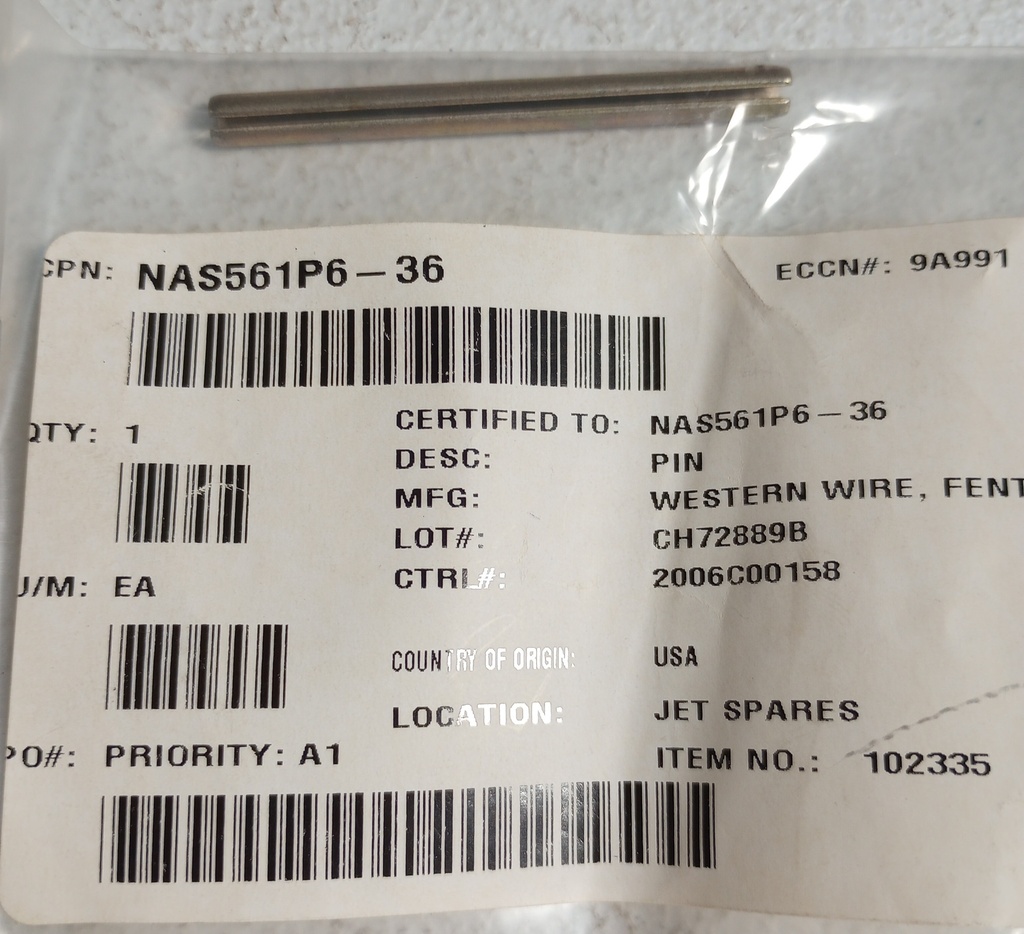 CPN: NAS561P6-36
ECCN#: 9A991
QTY: 1
CERTIFIED TO: NAS561P6-36
DESC: PIN
MFG: WESTERN WIRE, FENT
LOT#: CH72889B
CTRL#: 2006C00158
U/M: EA
COUNTRY OF ORIGIN: USA
LOCATION: JET SPARES
PO#: PRIORITY: A1
ITEM NO.: 102335